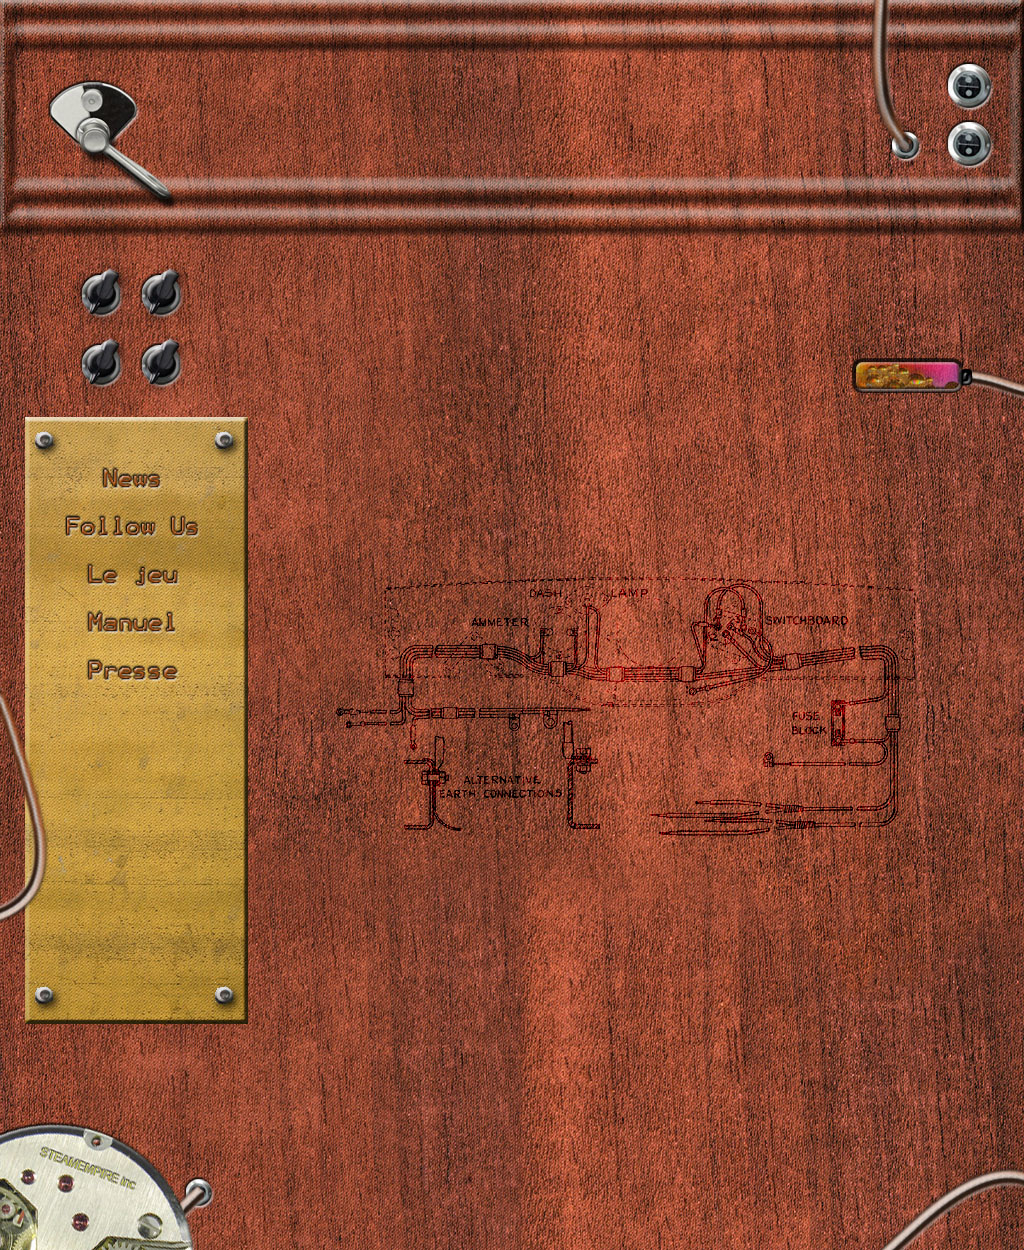 News
Follow Us
Le jeu
Manuel
Presse
DASH LAMP
AMMETER
SWITCHBOARD
FUSE
BLOCK
ALTERNATIVE
EARTH CONNECTIONS
STEAMEMPIRE Inc